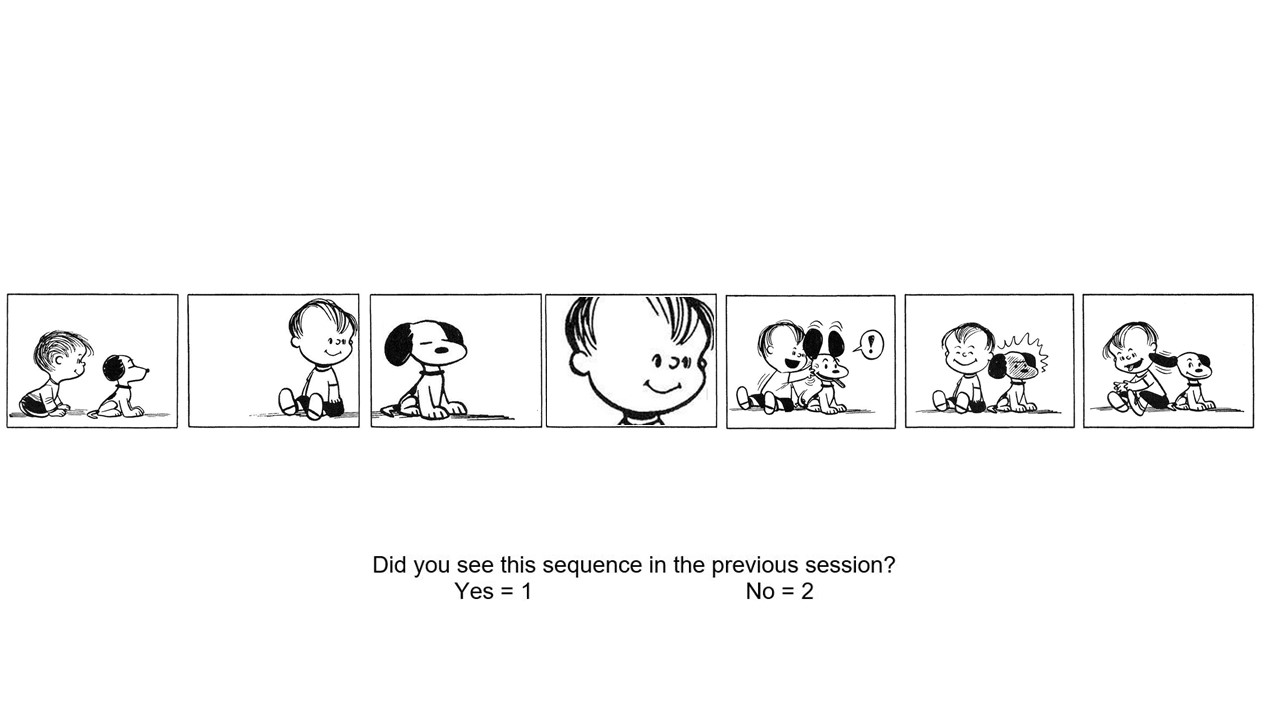 !
Did you see this sequence in the previous session?
Yes = 1 No = 2